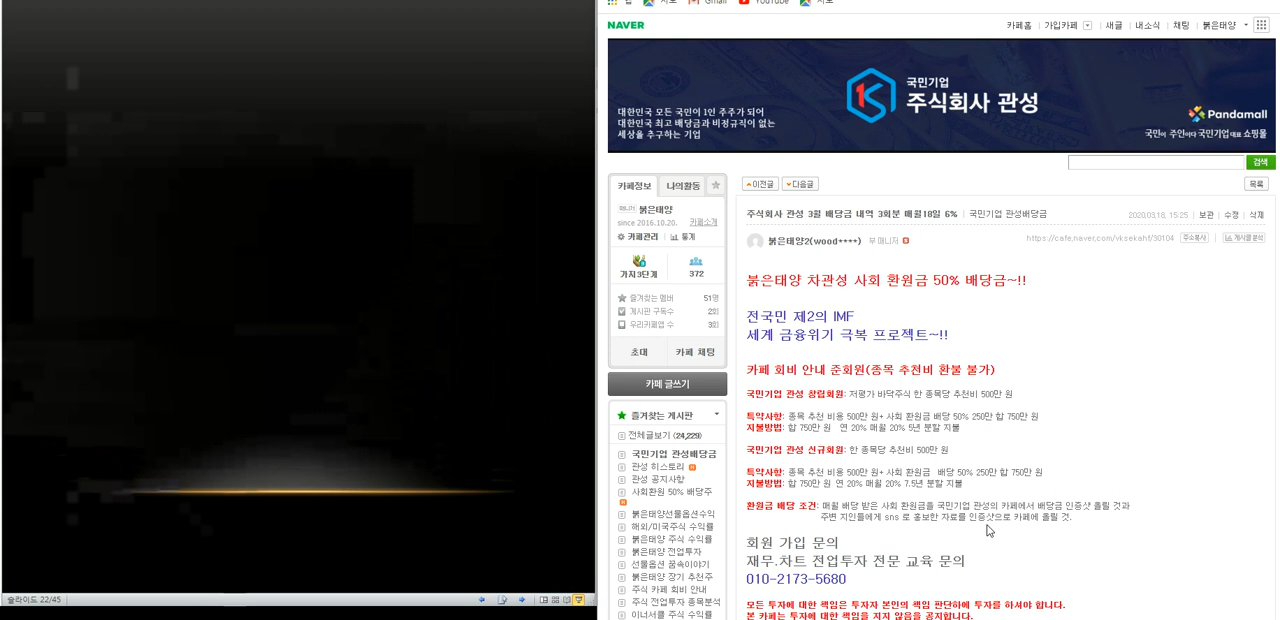 Gmail
YouTube
NAVER
카페홈 가입카페 새글 내소식 채팅 붉은태양
국민기업
주식회사 관성
대한민국 모든 국민이 1인 주주가 되어
대한민국 최고 배당금과 비정규직이 없는
세상을 추구하는 기업
Pandamall
국민이 주인이다 국민기업 대표 쇼핑몰
검색
카페정보 나의활동
이전글 다음글
목록
매니저 붉은태양
since 2016.10.20. 카페소개
카페관리 통계
가지3단계 372
즐겨찾는 멤버 51명
게시판 구독수 2회
우리카페앱 수 3회
초대 카페 채팅
카페 글쓰기
즐겨찾는 게시판
전체글보기 (24,229)
국민기업 관성배당금
관성 히스토리
관성 공지사항
사회환원 50% 배당주
붉은태양선물옵션수익
해외/미국주식 수익률
붉은태양 주식 수익률
붉은태양 전업투자
선물옵션 꿈속이야기
붉은태양 장기 추천주
주식 카페 회비 안내
주식 전업투자 종목분석
이너서클 주식 수익률
주식회사 관성 3월 배당금 내역 3회분 매월18일 6% 국민기업 관성배당금
2020.03.18. 15:25 보관 수정 삭제
붉은태양2(wood****) 부매니저
https://cafe.naver.com/vksekahf/30104 주소복사 게시글 분석
붉은태양 차관성 사회 환원금 50% 배당금~!!
전국민 제2의 IMF
세계 금융위기 극복 프로젝트~!!
카페 회비 안내 준회원(종목 추천비 환불 불가)
국민기업 관성 창립회원: 저평가 바닥주식 한 종목당 추천비 500만 원
특약사항: 종목 추천 비용 500만 원+ 사회 환원금 배당 50% 250만 합 750만 원
지불방법: 합 750만 원 연 20% 매월 20% 5년 분할 지불
국민기업 관성 신규회원: 한 종목당 추천비 500만 원
특약사항: 종목 추천 비용 500만 원+ 사회 환원금 배당 50% 250만 합 750만 원
지불방법: 합 750만 원 연 20% 매월 20% 7.5년 분할 지불
환원금 배당 조건: 매월 배당 받은 사회 환원금을 국민기업 관성의 카페에서 배당금 인증샷 올릴 것과
주변 지인들에게 sns 로 홍보한 자료를 인증샷으로 카페에 올릴 것.
회원 가입 문의
재무.차트 전업투자 전문 교육 문의
010-2173-5680
모든 투자에 대한 책임은 투자자 본인의 책임 판단하에 투자를 하셔야 합니다.
본 카페는 투자에 대한 책임을 지지 않음을 공지합니다.
슬라이드 22/45